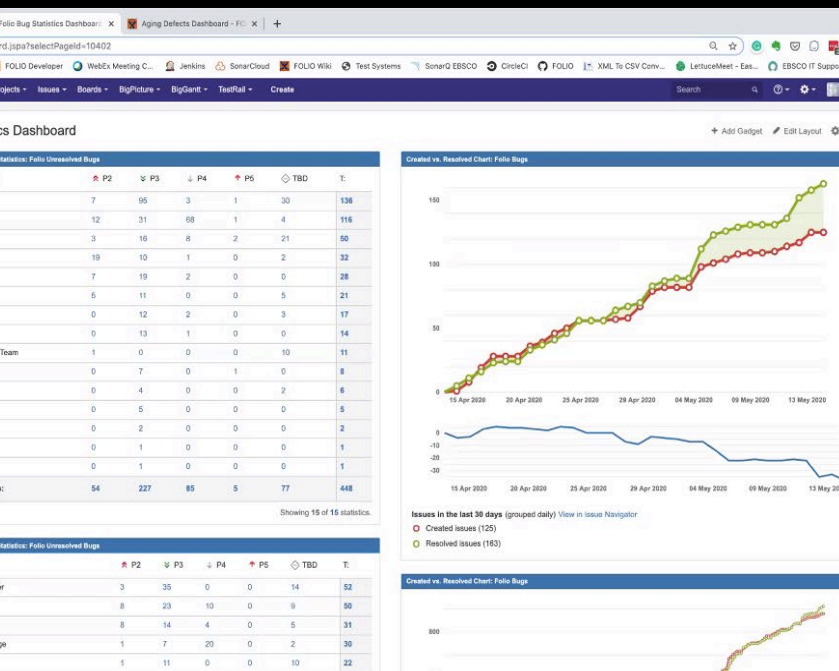 Folio Bug Statistics Dashboard × Aging Defects Dashboard - FO × +
rd.jspa?selectPageId=10402
FOLIO Developer WebEx Meeting C... Jenkins SonarCloud FOLIO Wiki Test Systems SonarQ EBSCO CircleCI FOLIO XML To CSV Conv... LettuceMeet - Eas... EBSCO IT Suppo
ojects Issues Boards BigPicture BigGantt TestRail Create Search
cs Dashboard
+ Add Gadget Edit Layout
tatistics: Folio Unresolved Bugs
P2 P3 P4 P5 TBD T:
7 95 3 1 30 136
12 31 68 1 4 116
3 16 8 2 21 50
19 10 1 0 2 32
7 19 2 0 0 28
5 11 0 0 5 21
0 12 2 0 3 17
0 13 1 0 0 14
Team 1 0 0 0 10 11
0 7 0 1 0 8
0 4 0 0 2 6
0 5 0 0 0 5
0 2 0 0 0 2
0 1 0 0 0 1
0 1 0 0 0 1
s: 54 227 85 5 77 448
Showing 15 of 15 statistics.
Created vs. Resolved Chart: Folio Bugs
150
100
50
0
15 Apr 2020 20 Apr 2020 25 Apr 2020 29 Apr 2020 04 May 2020 09 May 2020 13 May 2020
0
-10
-20
-30
15 Apr 2020 20 Apr 2020 25 Apr 2020 29 Apr 2020 04 May 2020 09 May 2020 13 May 20
Issues in the last 30 days (grouped daily) View in Issue Navigator
Created issues (125)
Resolved issues (163)
tatistics: Folio Unresolved Bugs
P2 P3 P4 P5 TBD T:
er 3 35 0 0 14 52
8 23 10 0 9 50
8 14 4 0 5 31
ge 1 7 20 0 2 30
1 11 0 0 10 22
Created vs. Resolved Chart: Folio Bugs
800